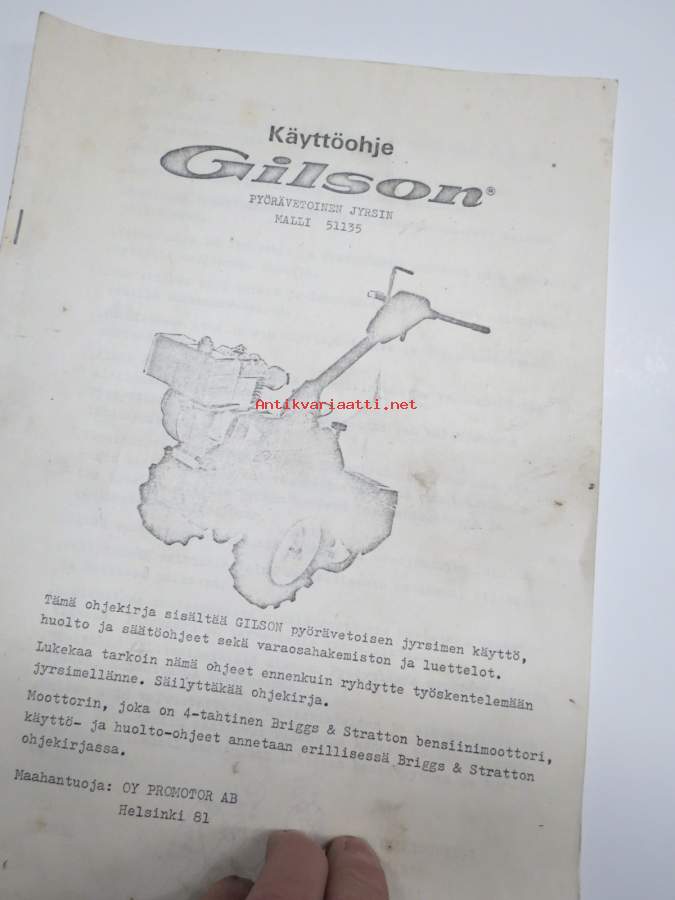 Käyttöohje
Gilson®
PYÖRÄVETOINEN JYRSIN
MALLI 51135
Antikvariaatti.net
Tämä ohjekirja sisältää GILSON pyörävetoisen jyrsimen käyttö,
huolto ja säätöohjeet sekä varaosahakemiston ja luettelot.
Lukekaa tarkoin nämä ohjeet ennenkuin ryhdytte työskentelemään
jyrsimellänne. Säilyttäkää ohjekirja.
Moottorin, joka on 4-tahtinen Briggs & Stratton bensiinimoottori,
käyttö- ja huolto-ohjeet annetaan erillisessä Briggs & Stratton
ohjekirjassa.
Maahantuoja: OY PROMOTOR AB
Helsinki 81